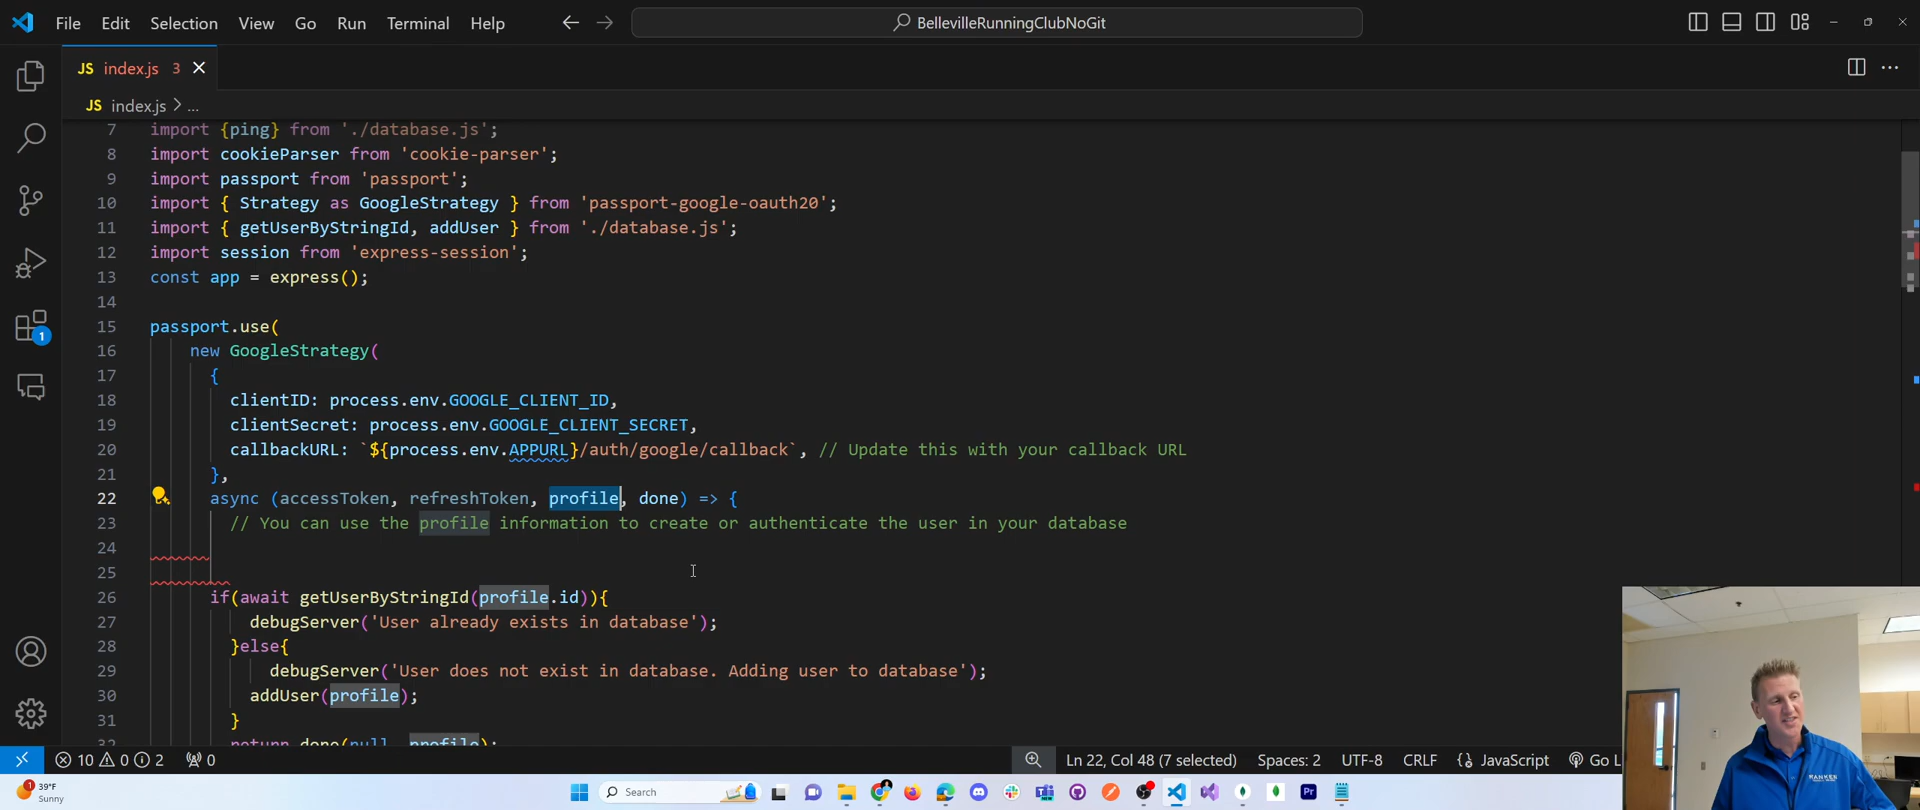 File Edit Selection View Go Run Terminal Help
BellevilleRunningClubNoGit
JS index.js 3
JS index.js > ...
7 import {ping} from './database.js';
8 import cookieParser from 'cookie-parser';
9 import passport from 'passport';
10 import { Strategy as GoogleStrategy } from 'passport-google-oauth20';
11 import { getUserByStringId, addUser } from './database.js';
12 import session from 'express-session';
13 const app = express();
14
15 passport.use(
16 new GoogleStrategy(
17 {
18 clientID: process.env.GOOGLE_CLIENT_ID,
19 clientSecret: process.env.GOOGLE_CLIENT_SECRET,
20 callbackURL: `${process.env.APPURL}/auth/google/callback`, // Update this with your callback URL
21 },
22 async (accessToken, refreshToken, profile, done) => {
23 // You can use the profile information to create or authenticate the user in your database
24
25
26 if(await getUserByStringId(profile.id)){
27 debugServer('User already exists in database');
28 }else{
29 debugServer('User does not exist in database. Adding user to database');
30 addUser(profile);
31 }
32 return done(null, profile);
1
10 0 2 0
Ln 22, Col 48 (7 selected) Spaces: 2 UTF-8 CRLF {} JavaScript Go L
1 39°F
Sunny
Search